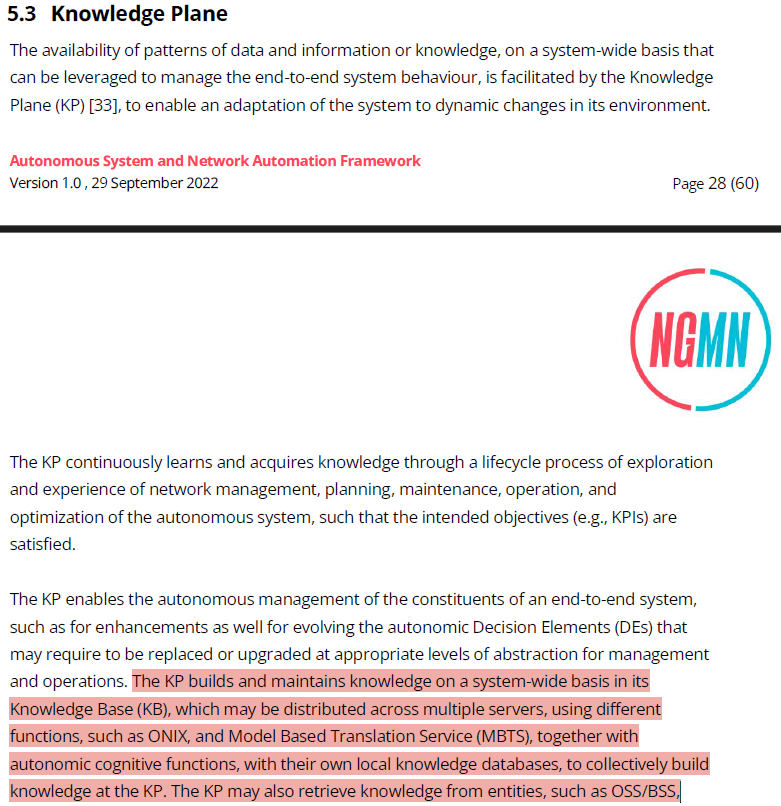 5.3 Knowledge Plane
The availability of patterns of data and information or knowledge, on a system-wide basis that
can be leveraged to manage the end-to-end system behaviour, is facilitated by the Knowledge
Plane (KP) [33], to enable an adaptation of the system to dynamic changes in its environment.
Autonomous System and Network Automation Framework
Version 1.0 , 29 September 2022
Page 28 (60)
NGMN
The KP continuously learns and acquires knowledge through a lifecycle process of exploration
and experience of network management, planning, maintenance, operation, and
optimization of the autonomous system, such that the intended objectives (e.g., KPIs) are
satisfied.
The KP enables the autonomous management of the constituents of an end-to-end system,
such as for enhancements as well for evolving the autonomic Decision Elements (DEs) that
may require to be replaced or upgraded at appropriate levels of abstraction for management
and operations. The KP builds and maintains knowledge on a system-wide basis in its
Knowledge Base (KB), which may be distributed across multiple servers, using different
functions, such as ONIX, and Model Based Translation Service (MBTS), together with
autonomic cognitive functions, with their own local knowledge databases, to collectively build
knowledge at the KP. The KP may also retrieve knowledge from entities, such as OSS/BSS,